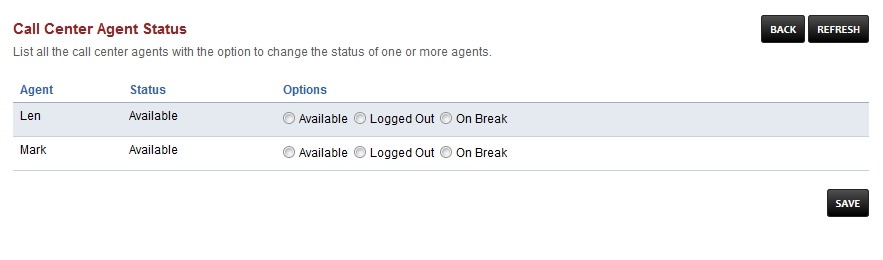 Call Center Agent Status
BACK REFRESH
List all the call center agents with the option to change the status of one or more agents.
Agent Status Options
Len Available Available Logged Out On Break
Mark Available Available Logged Out On Break
SAVE